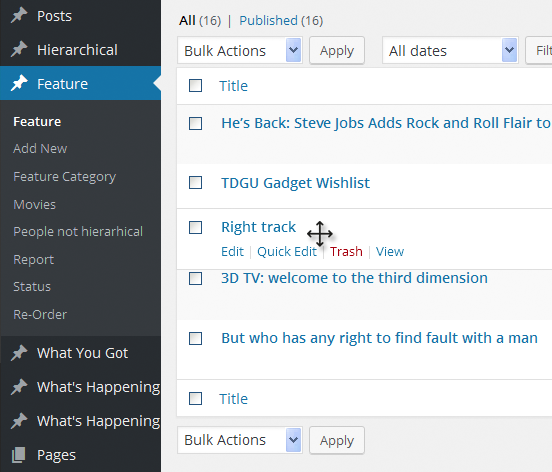 Posts
Hierarchical
Feature
Feature
Add New
Feature Category
Movies
People not hierarhical
Report
Status
Re-Order
What You Got
What's Happening
What's Happening
Pages
All (16) | Published (16)
Bulk Actions Apply All dates Filt
Title
He's Back: Steve Jobs Adds Rock and Roll Flair to
TDGU Gadget Wishlist
Right track
Edit | Quick Edit | Trash | View
3D TV: welcome to the third dimension
But who has any right to find fault with a man
Title
Bulk Actions Apply